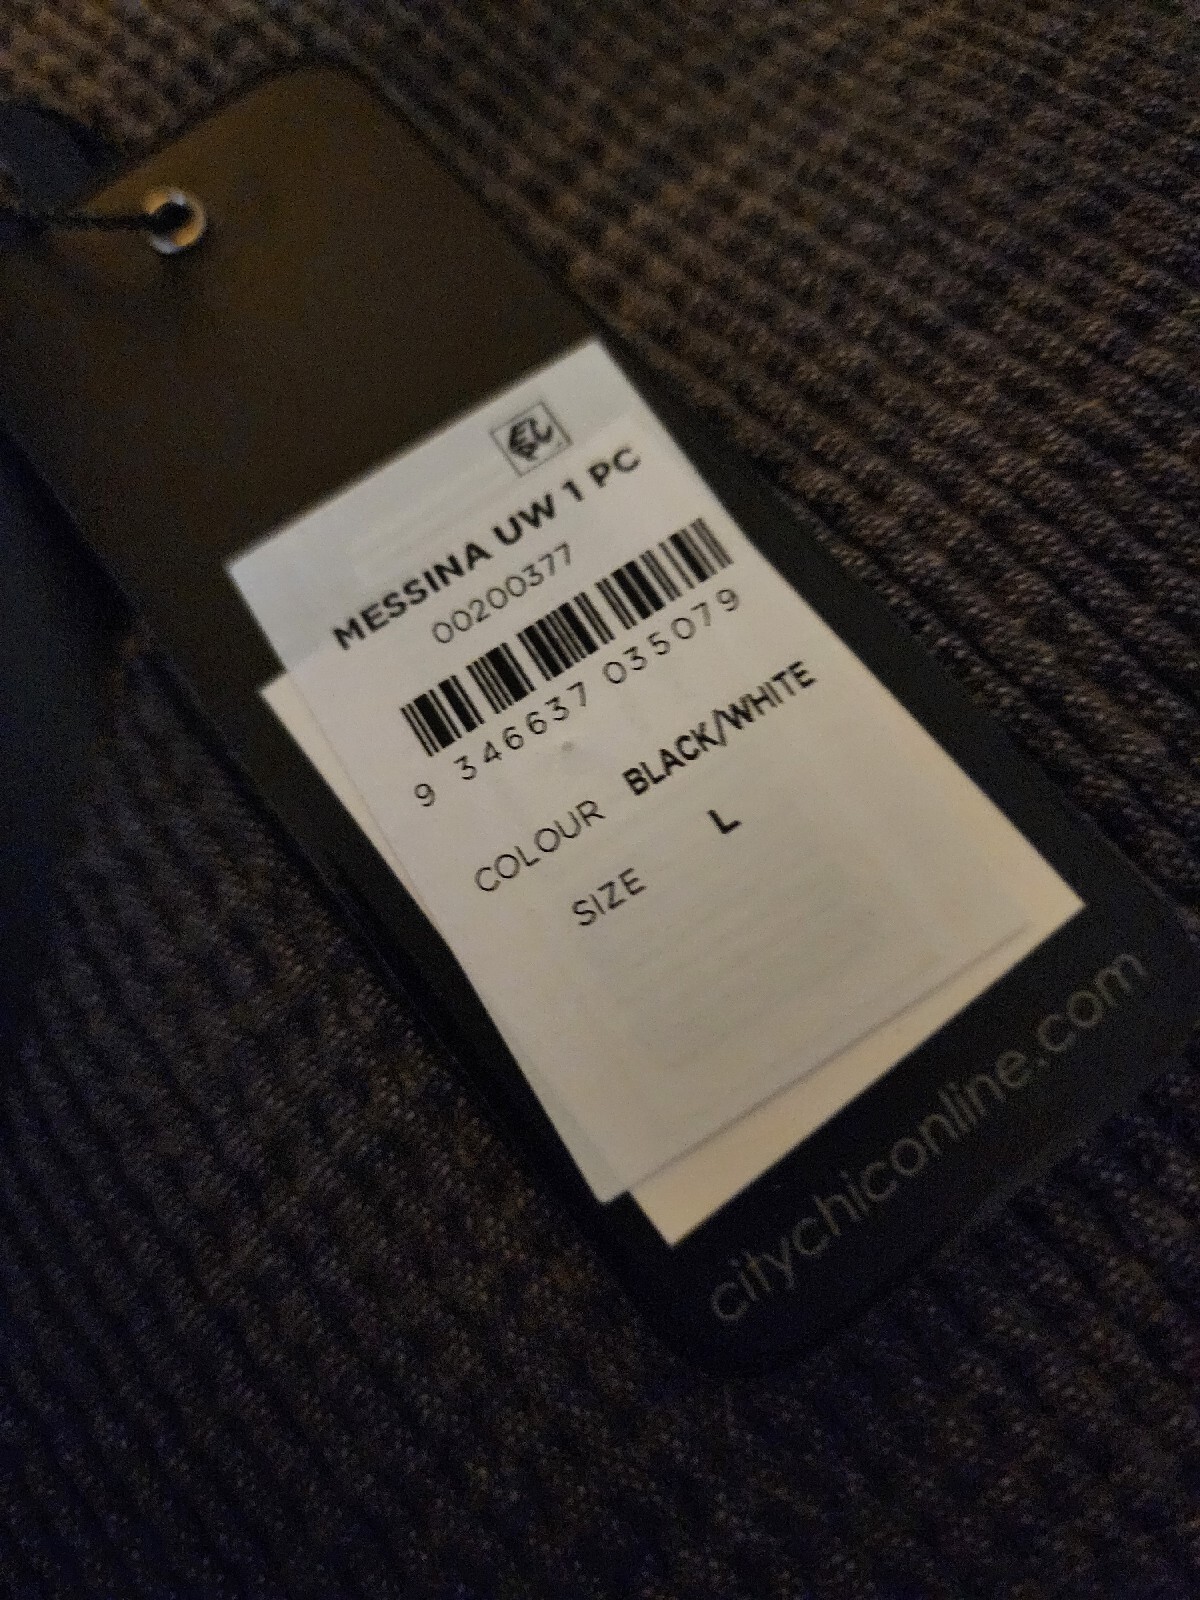 MESSINA UW 1 PC
00200377
9 346637 035079
COLOUR BLACK/WHITE
SIZE L
citychiconline.com